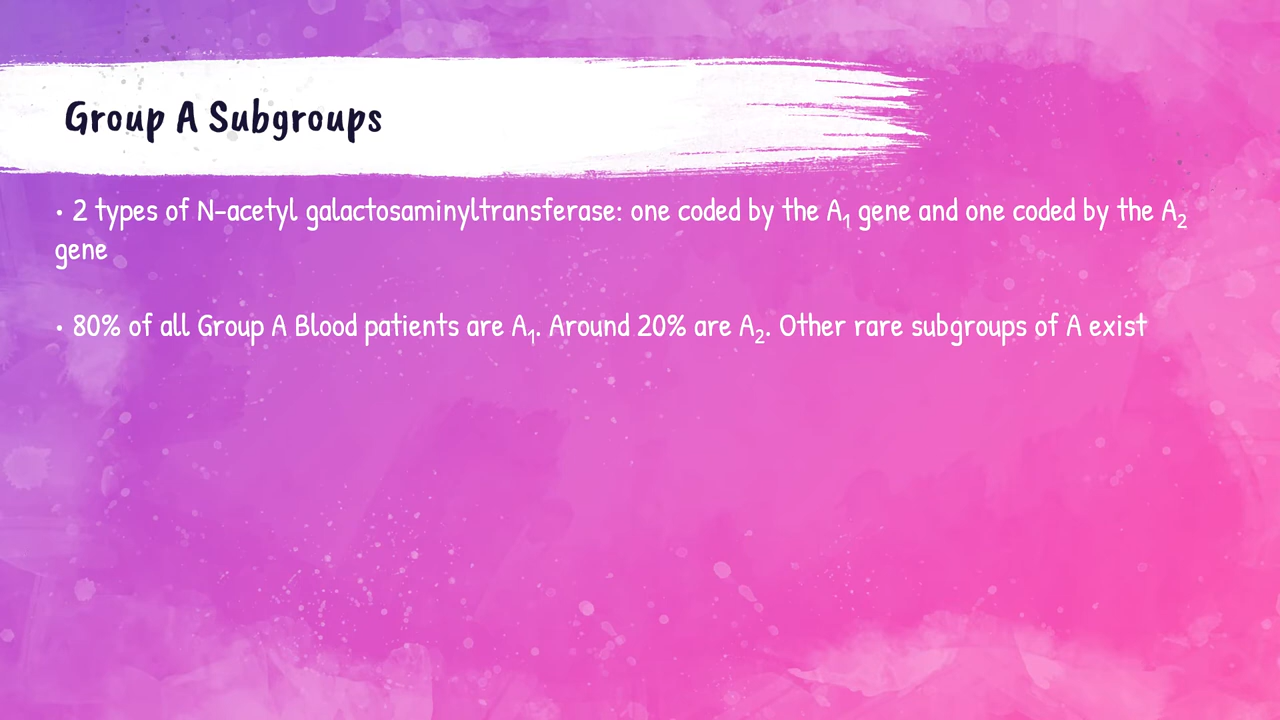 Group A Subgroups
• 2 types of N-acetyl galactosaminyltransferase: one coded by the A₁ gene and one coded by the A₂
gene
• 80% of all Group A Blood patients are A₁. Around 20% are A₂. Other rare subgroups of A exist